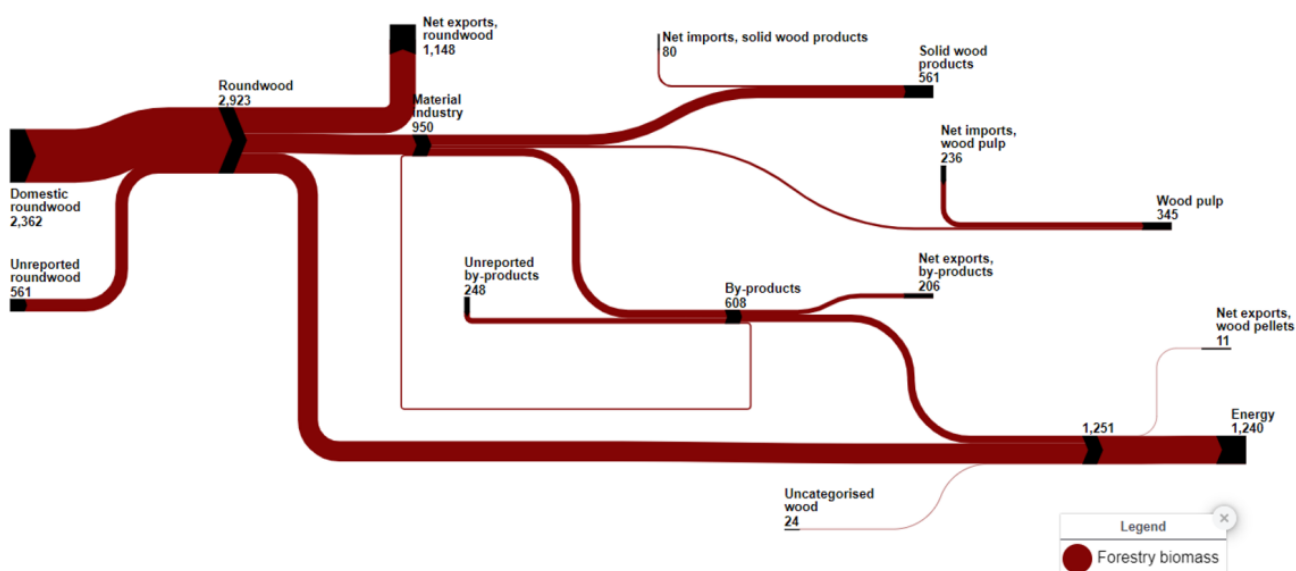 Net exports,
roundwood
1,148
Net imports, solid wood products
80
Solid wood
products
561
Roundwood
2,923
Material
industry
950
Net imports,
wood pulp
236
Domestic
roundwood
2,362
Wood pulp
345
Unreported
roundwood
561
Unreported
by-products
248
By-products
608
Net exports,
by-products
206
Net exports,
wood pellets
11
1,251
Energy
1,240
Uncategorised
wood
24
Legend
Forestry biomass